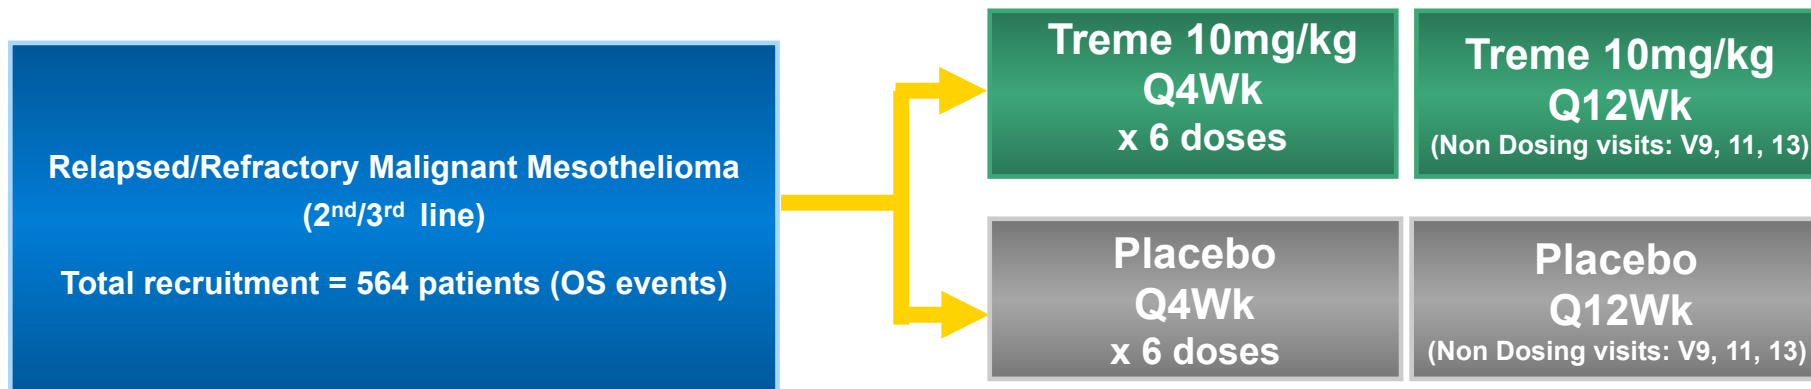 Relapsed/Refractory Malignant Mesothelioma
(2nd/3rd line)
Total recruitment = 564 patients (OS events)
Treme 10mg/kg
Q4Wk
x 6 doses
Treme 10mg/kg
Q12Wk
(Non Dosing visits: V9, 11, 13)
Placebo
Q4Wk
x 6 doses
Placebo
Q12Wk
(Non Dosing visits: V9, 11, 13)